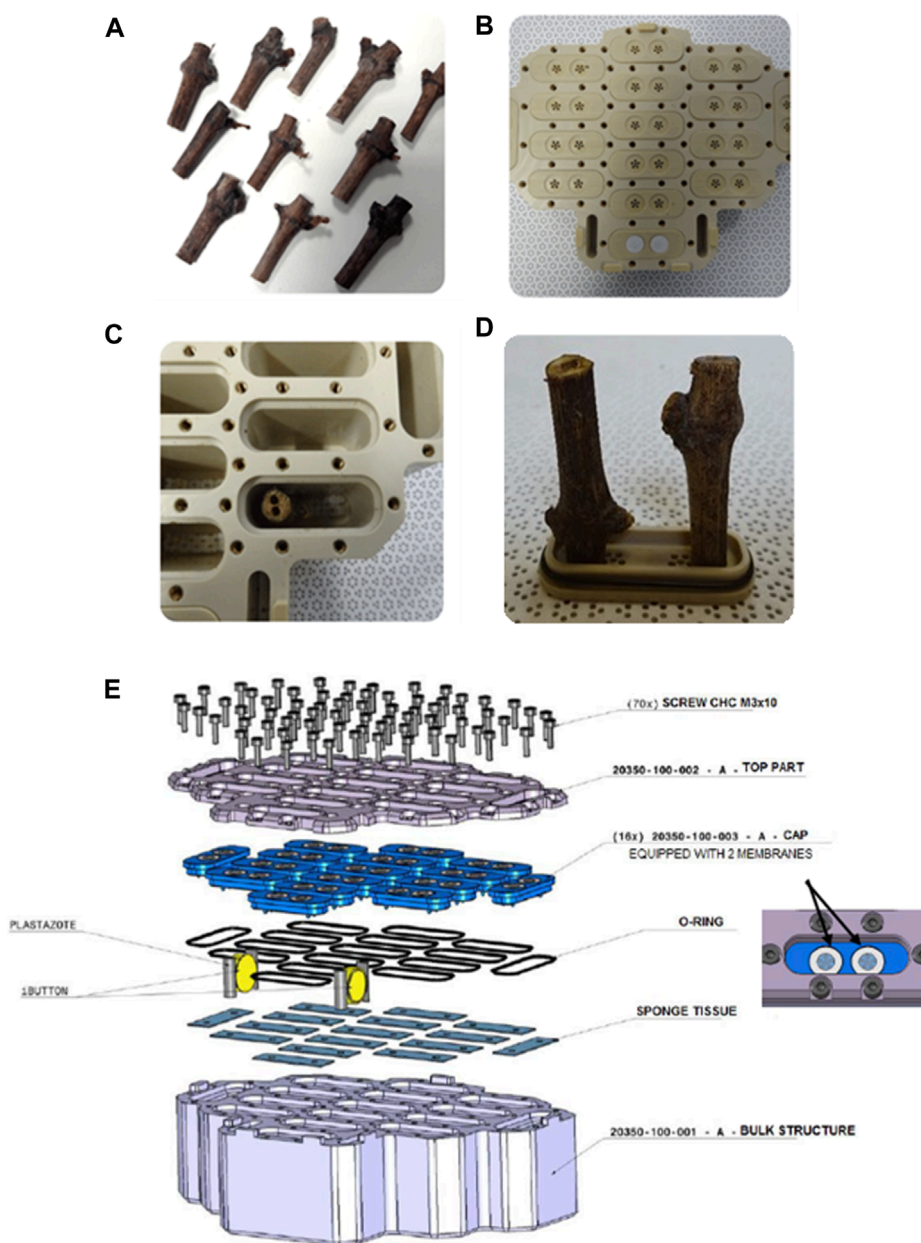 A
B
C
D
E
(70x) SCREW CHC M3x10
20350-100-002 - A - TOP PART
(16x) 20350-100-003 - A - CAP
EQUIPPED WITH 2 MEMBRANES
PLASTAZOTE
O-RING
iBUTTON
SPONGE TISSUE
20350-100-001 - A - BULK STRUCTURE